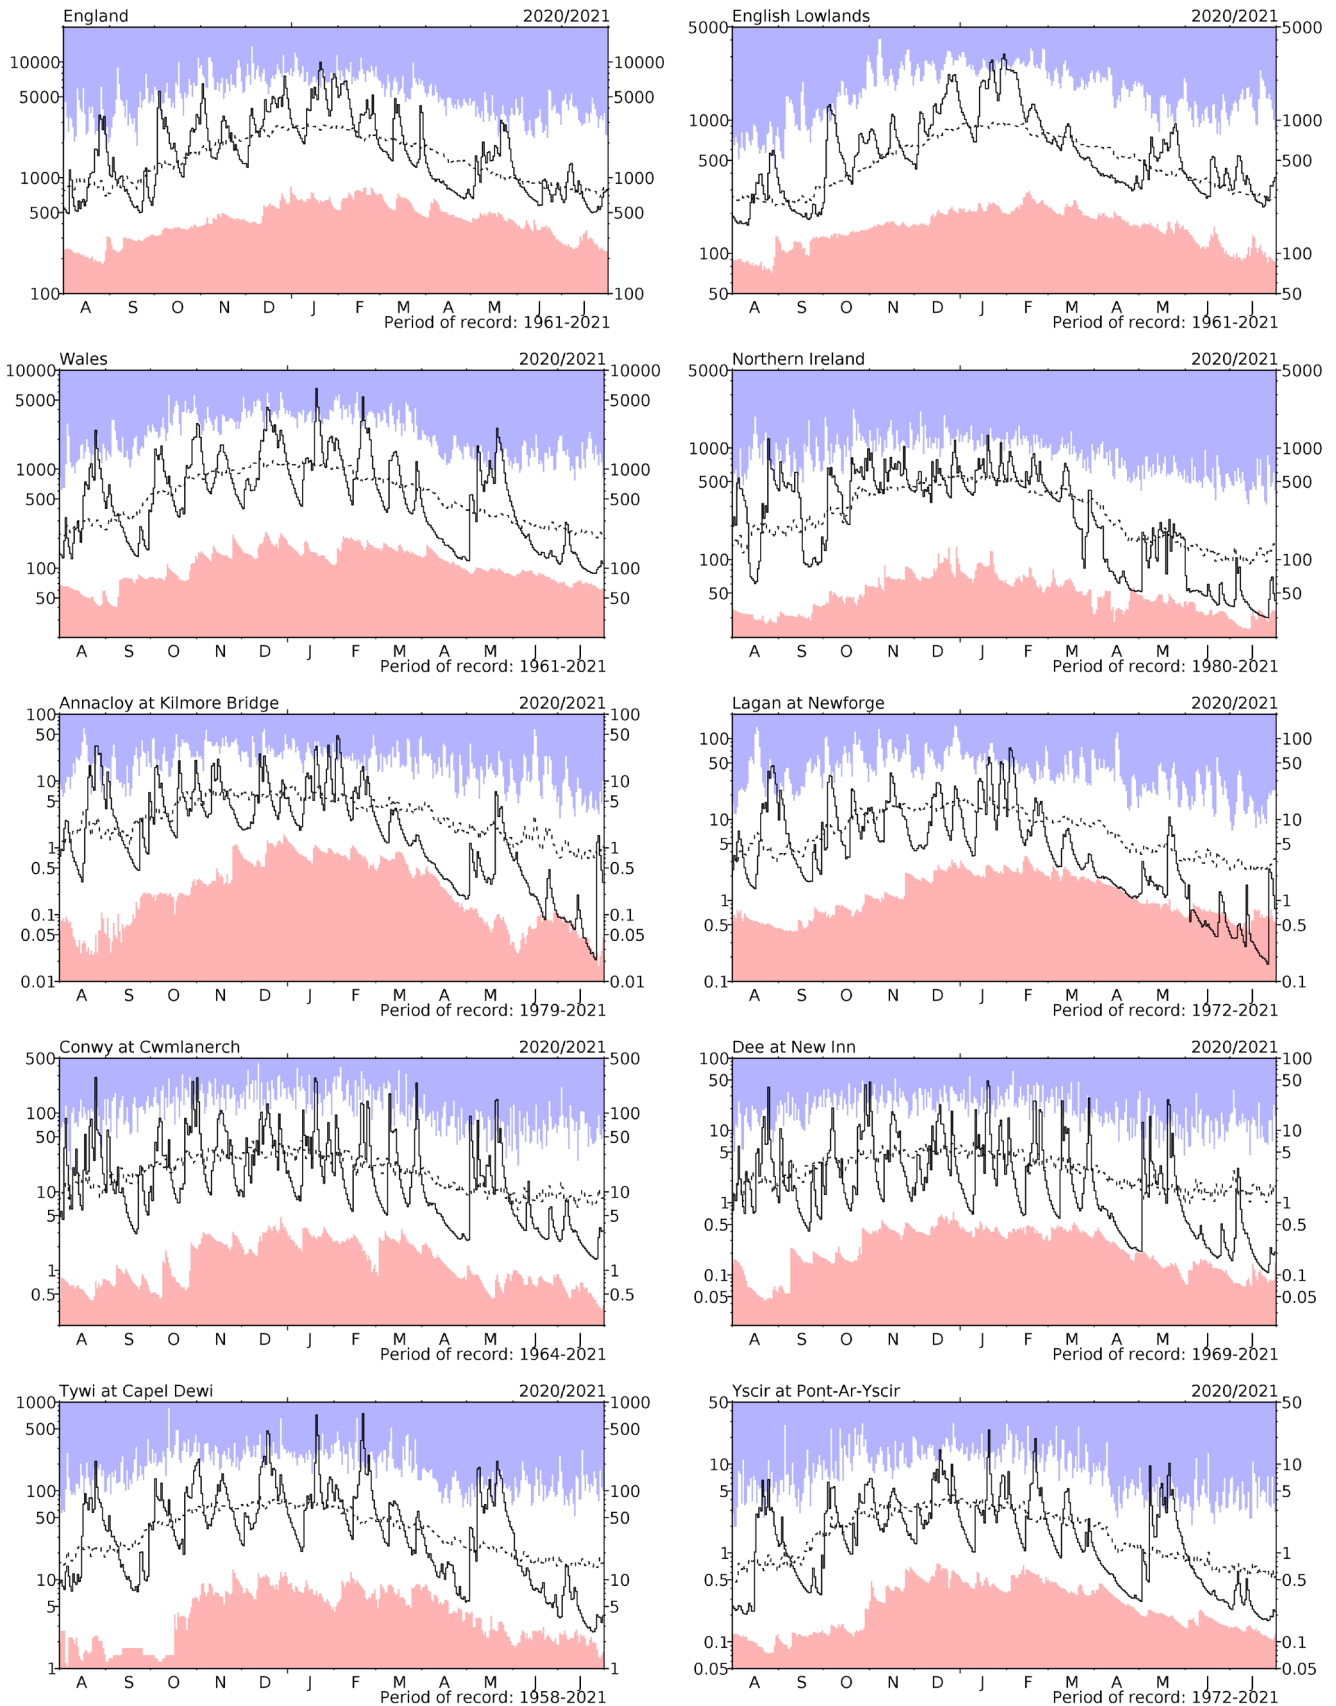 England 2020/2021
10000 10000
5000 5000
1000 1000
500 500
100 100
A S O N D J F M A M J J
Period of record: 1961-2021
English Lowlands 2020/2021
5000 5000
1000 1000
500 500
100 100
50 50
A S O N D J F M A M J J
Period of record: 1961-2021
Wales 2020/2021
10000 10000
5000 5000
1000 1000
500 500
100 100
50 50
A S O N D J F M A M J J
Period of record: 1961-2021
Northern Ireland 2020/2021
5000 5000
1000 1000
500 500
100 100
50 50
A S O N D J F M A M J J
Period of record: 1980-2021
Annacloy at Kilmore Bridge 2020/2021
100 100
50 50
10 10
5 5
1 1
0.5 0.5
0.1 0.1
0.05 0.05
0.01 0.01
A S O N D J F M A M J J
Period of record: 1979-2021
Lagan at Newforge 2020/2021
100 100
50 50
10 10
5 5
1 1
0.5 0.5
0.1 0.1
A S O N D J F M A M J J
Period of record: 1972-2021
Conwy at Cwmlanerch 2020/2021
500 500
100 100
50 50
10 10
5 5
1 1
0.5 0.5
A S O N D J F M A M J J
Period of record: 1964-2021
Dee at New Inn 2020/2021
100 100
50 50
10 10
5 5
1 1
0.5 0.5
0.1 0.1
0.05 0.05
A S O N D J F M A M J J
Period of record: 1969-2021
Tywi at Capel Dewi 2020/2021
1000 1000
500 500
100 100
50 50
10 10
5 5
1 1
A S O N D J F M A M J J
Period of record: 1958-2021
Yscir at Pont-Ar-Yscir 2020/2021
50 50
10 10
5 5
1 1
0.5 0.5
0.1 0.1
0.05 0.05
A S O N D J F M A M J J
Period of record: 1972-2021